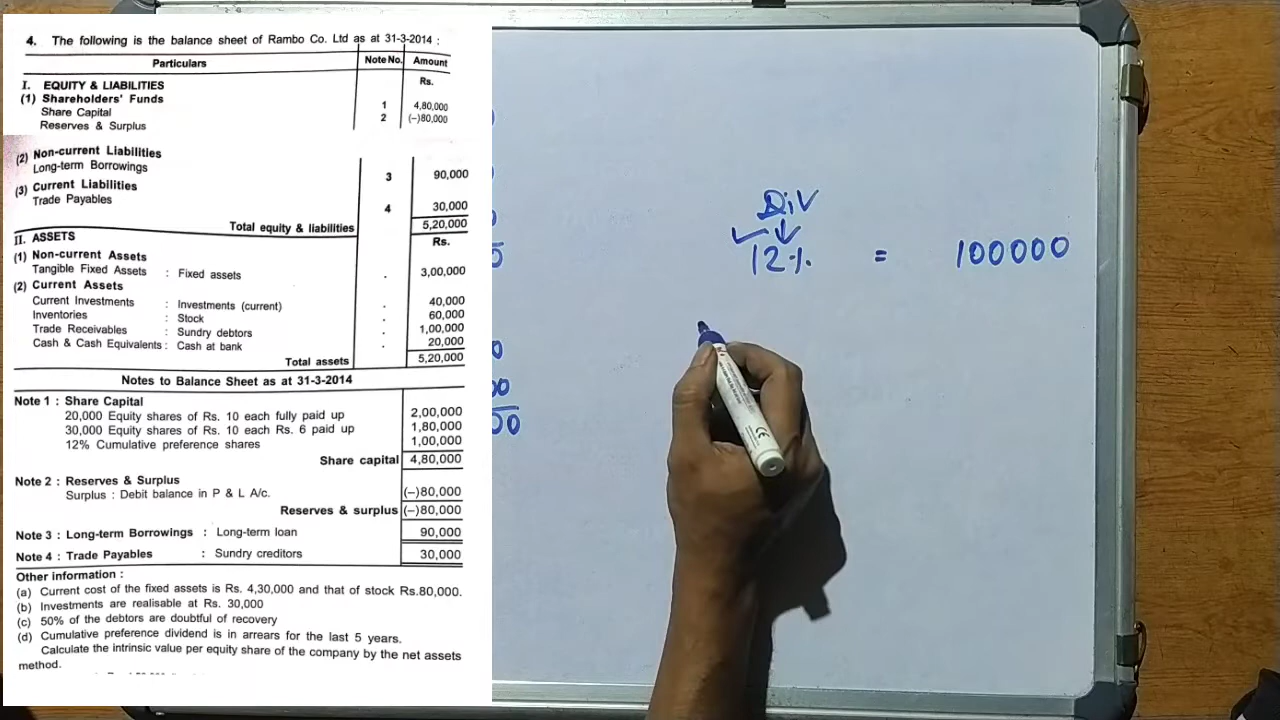 4. The following is the balance sheet of Rambo Co. Ltd as at 31-3-2014 :
Particulars Note No. Amount
Rs.
I. EQUITY & LIABILITIES
(1) Shareholders' Funds
Share Capital 1 4,80,000
Reserves & Surplus 2 (–)80,000
(2) Non-current Liabilities
Long-term Borrowings 3 90,000
(3) Current Liabilities
Trade Payables 4 30,000
Total equity & liabilities 5,20,000
II. ASSETS Rs.
(1) Non-current Assets
Tangible Fixed Assets : Fixed assets . 3,00,000
(2) Current Assets
Current Investments : Investments (current) . 40,000
Inventories : Stock . 60,000
Trade Receivables : Sundry debtors . 1,00,000
Cash & Cash Equivalents : Cash at bank . 20,000
Total assets 5,20,000
Notes to Balance Sheet as at 31-3-2014
Note 1 : Share Capital
20,000 Equity shares of Rs. 10 each fully paid up 2,00,000
30,000 Equity shares of Rs. 10 each Rs. 6 paid up 1,80,000
12% Cumulative preference shares 1,00,000
Share capital 4,80,000
Note 2 : Reserves & Surplus
Surplus : Debit balance in P & L A/c. (–)80,000
Reserves & surplus (–)80,000
Note 3 : Long-term Borrowings : Long-term loan 90,000
Note 4 : Trade Payables : Sundry creditors 30,000
Other information :
(a) Current cost of the fixed assets is Rs. 4,30,000 and that of stock Rs.80,000.
(b) Investments are realisable at Rs. 30,000
(c) 50% of the debtors are doubtful of recovery
(d) Cumulative preference dividend is in arrears for the last 5 years.
Calculate the intrinsic value per equity share of the company by the net assets
method.
Div
12% = 100000